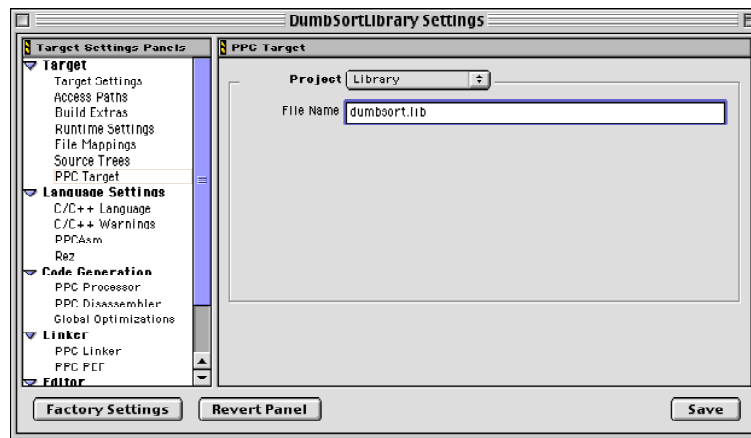 DumbSortLibrary Settings
Target Settings Panels
PPC Target
Target
Target Settings
Access Paths
Build Extras
Runtime Settings
File Mappings
Source Trees
PPC Target
Language Settings
C/C++ Language
C/C++ Warnings
PPCAsm
Rez
Code Generation
PPC Processor
PPC Disassembler
Global Optimizations
Linker
PPC Linker
PPC PEF
Editor
Project Library
File Name dumbsort.lib
Factory Settings Revert Panel Save